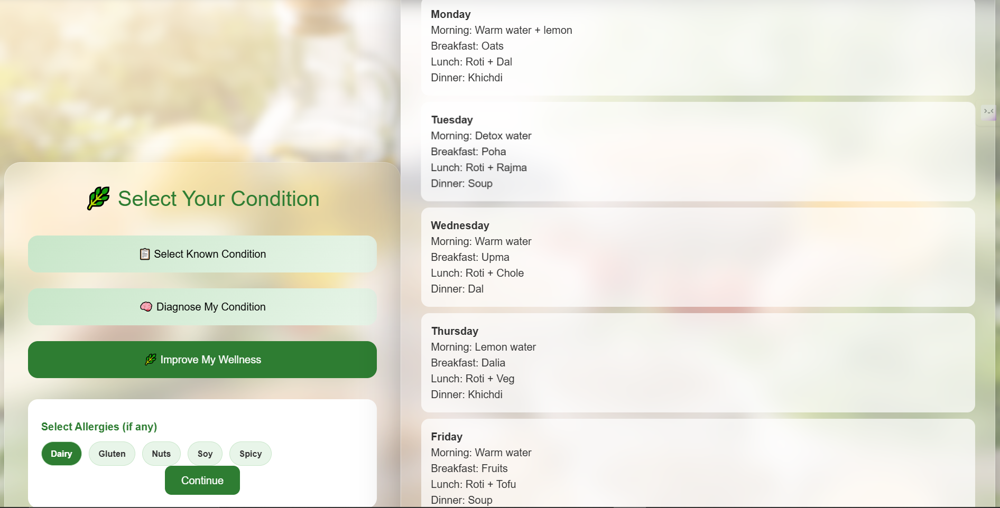 Select Your Condition
Select Known Condition
Diagnose My Condition
Improve My Wellness
Select Allergies (if any)
Dairy Gluten Nuts Soy Spicy
Continue
Monday
Morning: Warm water + lemon
Breakfast: Oats
Lunch: Roti + Dal
Dinner: Khichdi
Tuesday
Morning: Detox water
Breakfast: Poha
Lunch: Roti + Rajma
Dinner: Soup
Wednesday
Morning: Warm water
Breakfast: Upma
Lunch: Roti + Chole
Dinner: Dal
Thursday
Morning: Lemon water
Breakfast: Dalia
Lunch: Roti + Veg
Dinner: Khichdi
Friday
Morning: Warm water
Breakfast: Fruits
Lunch: Roti + Tofu
Dinner: Soup